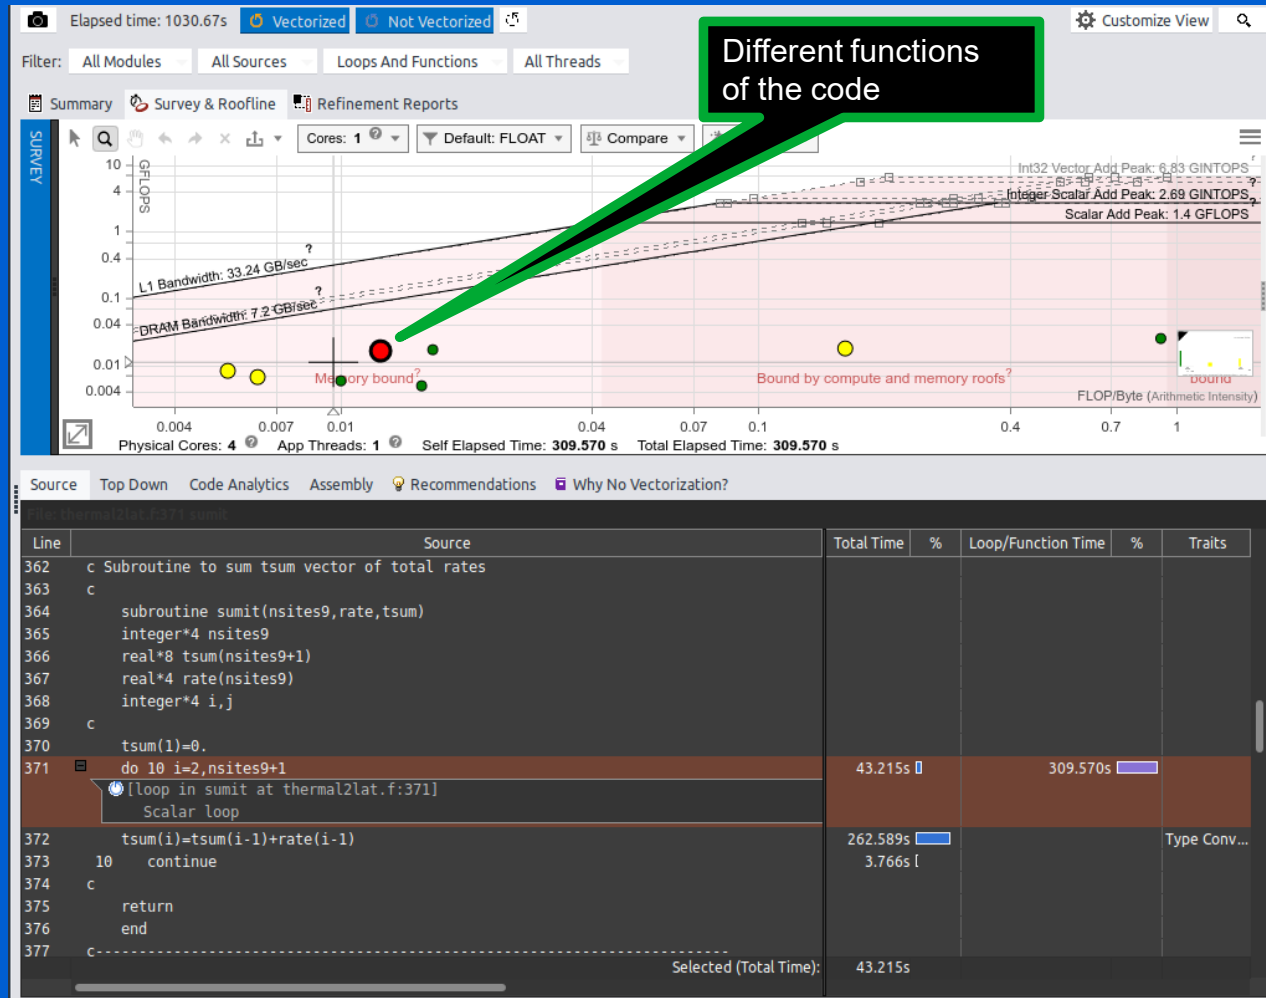 Elapsed time: 1030.67s Vectorized Not Vectorized
Customize View
Different functions
of the code
Filter: All Modules All Sources Loops And Functions All Threads
Summary Survey & Roofline Refinement Reports
SURVEY
Cores: 1 ? Default: FLOAT Compare
GFLOPS
10
4
1
0.4
0.1
0.04
0.01
0.004
Int32 Vector Add Peak: 6.83 GINTOPS
?
Integer Scalar Add Peak: 2.69 GINTOPS
?
Scalar Add Peak: 1.4 GFLOPS
?
L1 Bandwidth: 33.24 GB/sec
?
DRAM Bandwidth: 7.2 GB/sec
Memory bound?
Bound by compute and memory roofs?
bound
FLOP/Byte (Arithmetic Intensity)
0.004 0.007 0.01 0.04 0.07 0.1 0.4 0.7 1
Physical Cores: 4 ? App Threads: 1 ? Self Elapsed Time: 309.570 s Total Elapsed Time: 309.570 s
Source Top Down Code Analytics Assembly Recommendations Why No Vectorization?
File: thermal2lat.f:371 sumit
Line Source Total Time % Loop/Function Time % Traits
362 c Subroutine to sum tsum vector of total rates
363 c
364 subroutine sumit(nsites9,rate,tsum)
365 integer*4 nsites9
366 real*8 tsum(nsites9+1)
367 real*4 rate(nsites9)
368 integer*4 i,j
369 c
370 tsum(1)=0.
371 do 10 i=2,nsites9+1 43.215s 309.570s
[loop in sumit at thermal2lat.f:371]
Scalar loop
372 tsum(i)=tsum(i-1)+rate(i-1) 262.589s Type Conv...
373 10 continue 3.766s
374 c
375 return
376 end
377 c--------------------------------------------------------------------------
Selected (Total Time): 43.215s